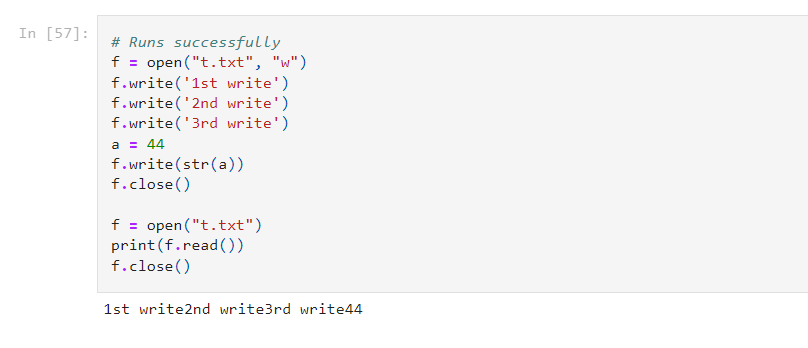 In [57]:
# Runs successfully
f = open("t.txt", "w")
f.write('1st write')
f.write('2nd write')
f.write('3rd write')
a = 44
f.write(str(a))
f.close()
f = open("t.txt")
print(f.read())
f.close()
1st write2nd write3rd write44